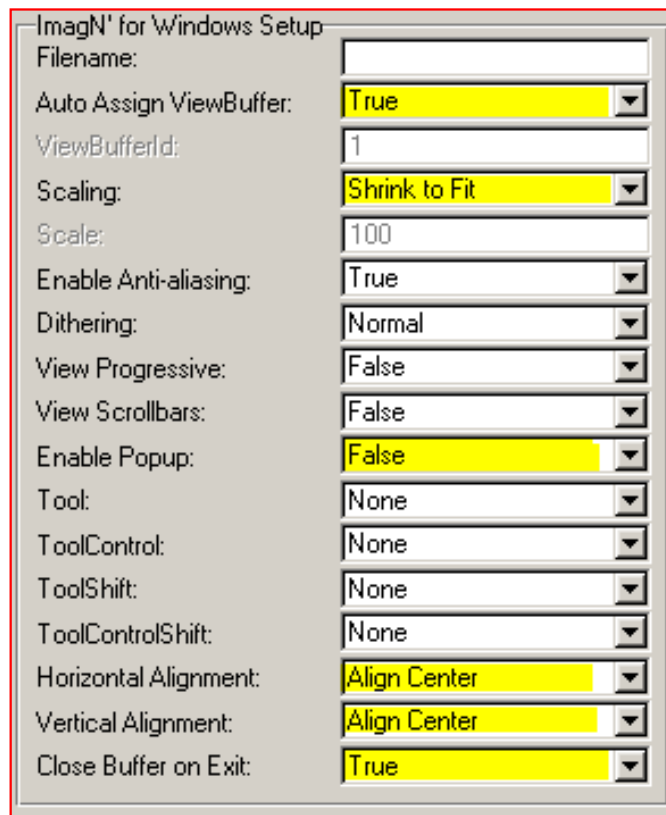 ImagN' for Windows Setup
Filename:
Auto Assign ViewBuffer: True
ViewBufferId: 1
Scaling: Shrink to Fit
Scale: 100
Enable Anti-aliasing: True
Dithering: Normal
View Progressive: False
View Scrollbars: False
Enable Popup: False
Tool: None
ToolControl: None
ToolShift: None
ToolControlShift: None
Horizontal Alignment: Align Center
Vertical Alignment: Align Center
Close Buffer on Exit: True